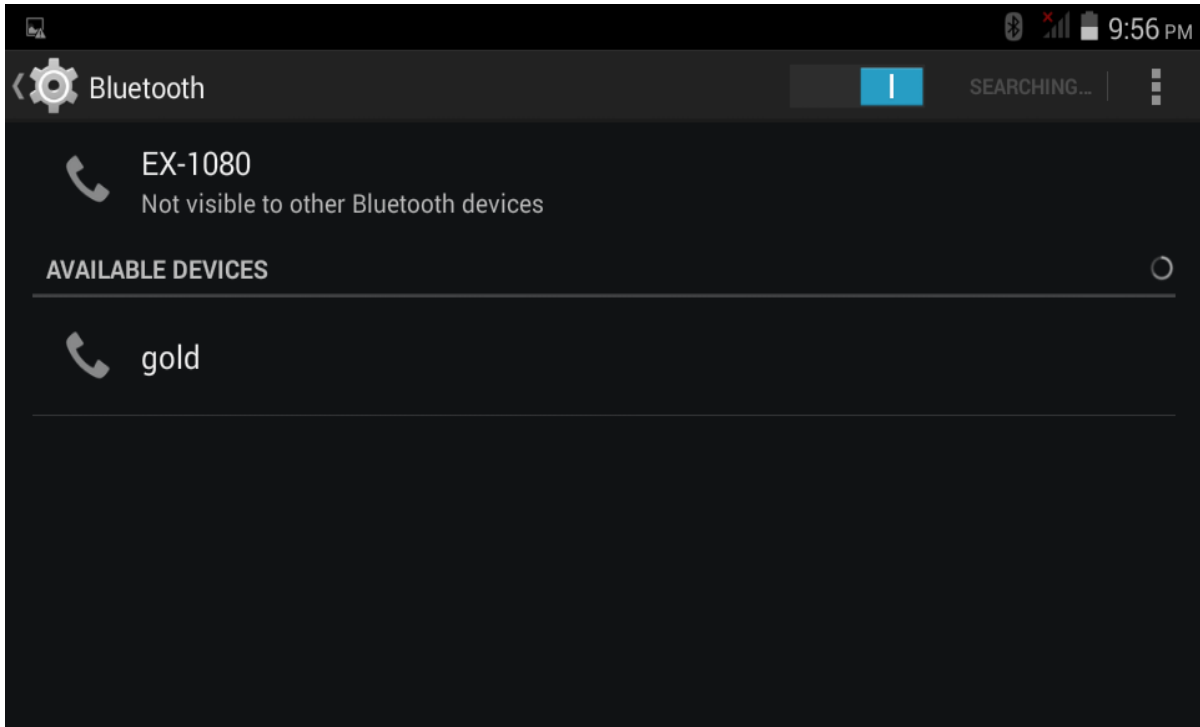 9:56 PM
Bluetooth
SEARCHING...
EX-1080
Not visible to other Bluetooth devices
AVAILABLE DEVICES
gold